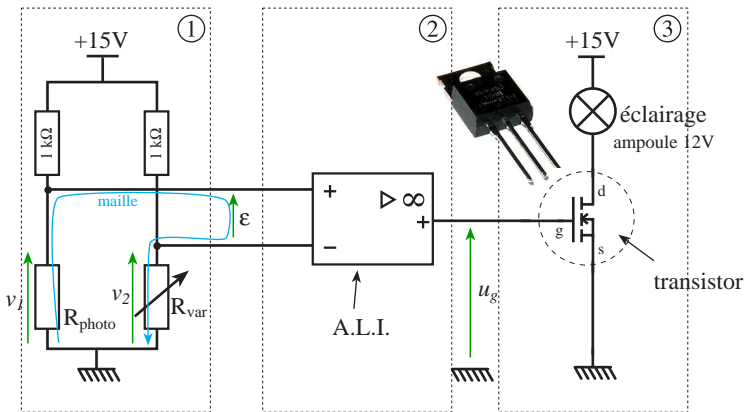 1
2
3
+15V
+15V
1 kΩ
1 kΩ
éclairage
ampoule 12V
maille
+
∞
+
−
ε
d
g
s
v1
Rphoto
v2
Rvar
A.L.I.
ug
transistor